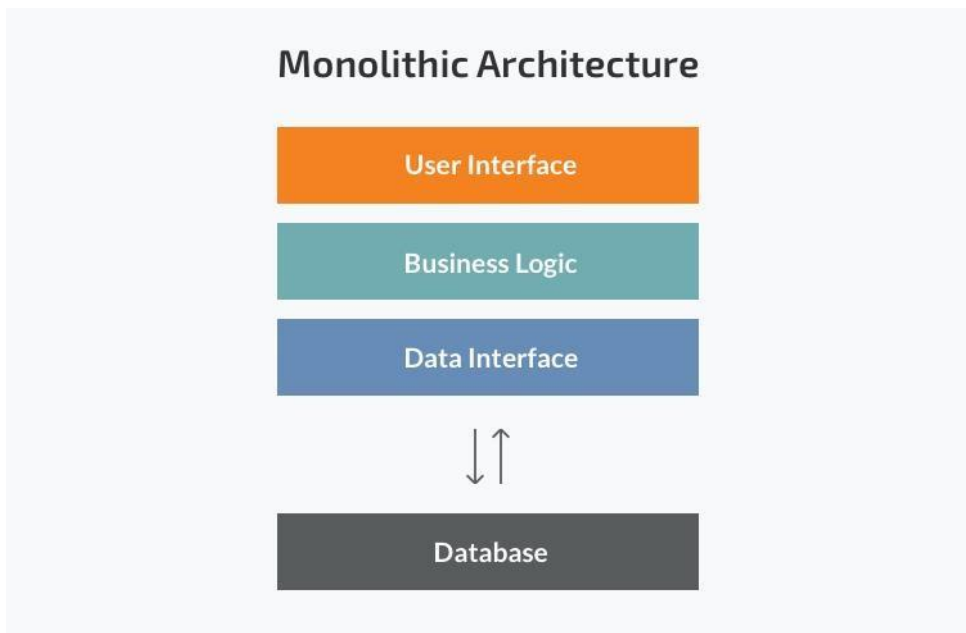 Monolithic Architecture
User Interface
Business Logic
Data Interface
Database